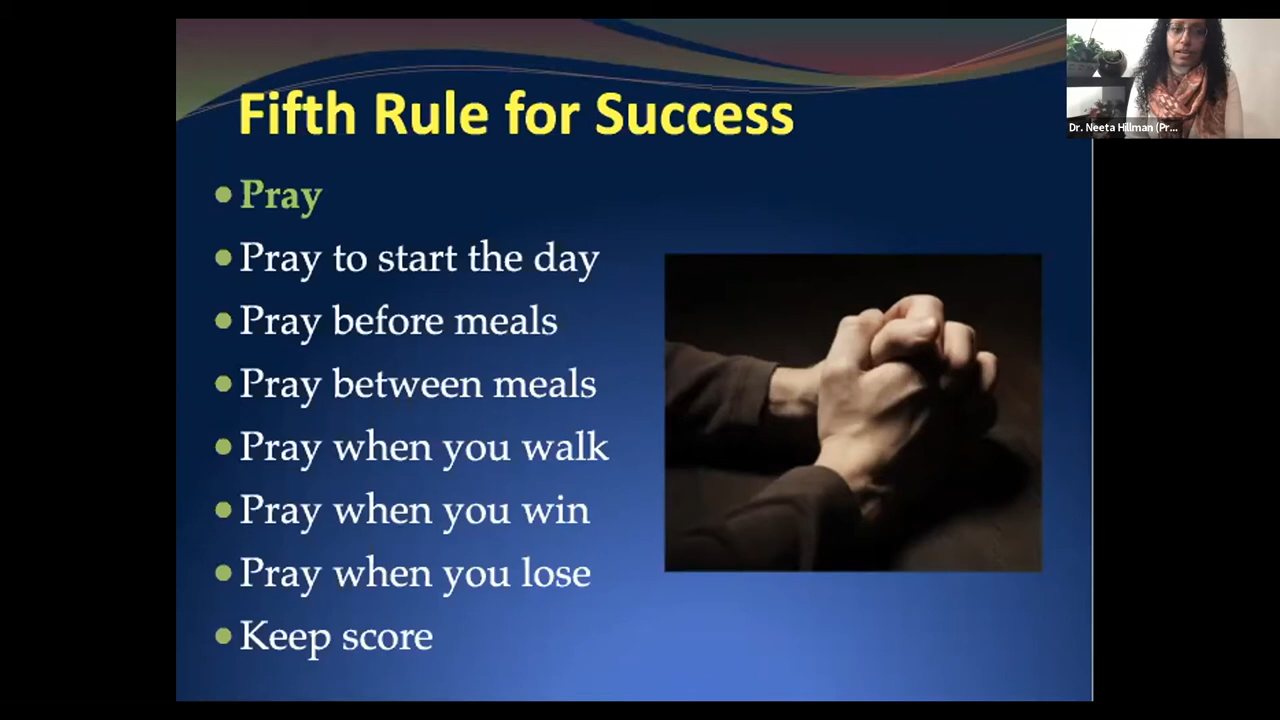 Fifth Rule for Success
Pray
Pray to start the day
Pray before meals
Pray between meals
Pray when you walk
Pray when you win
Pray when you lose
Keep score
Dr. Neeta Hillman (Pr...